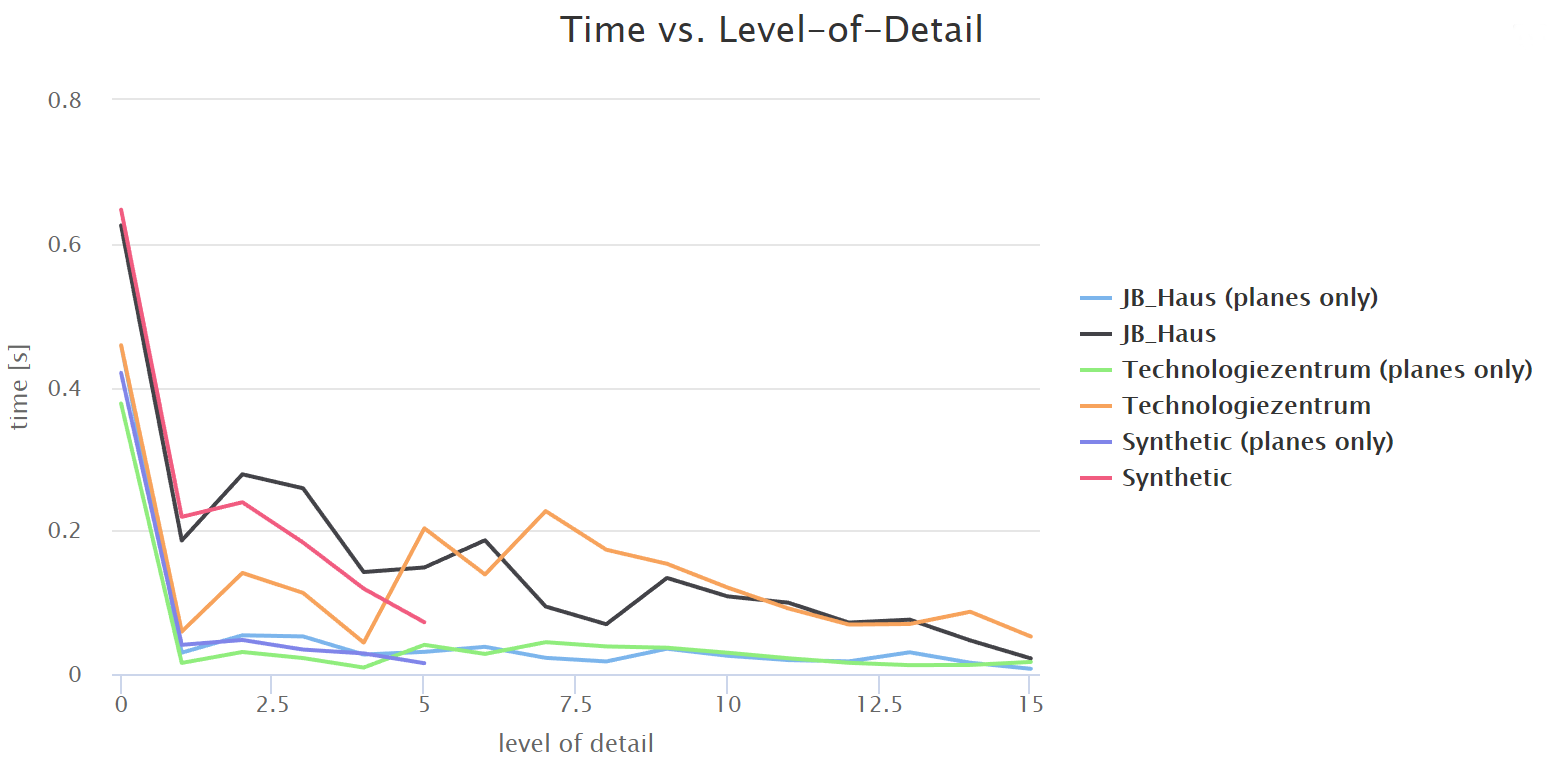 Time vs. Level-of-Detail
0.8
0.6
0.4
0.2
0
time [s]
0 2.5 5 7.5 10 12.5 15
level of detail
JB_Haus (planes only)
JB_Haus
Technologiezentrum (planes only)
Technologiezentrum
Synthetic (planes only)
Synthetic